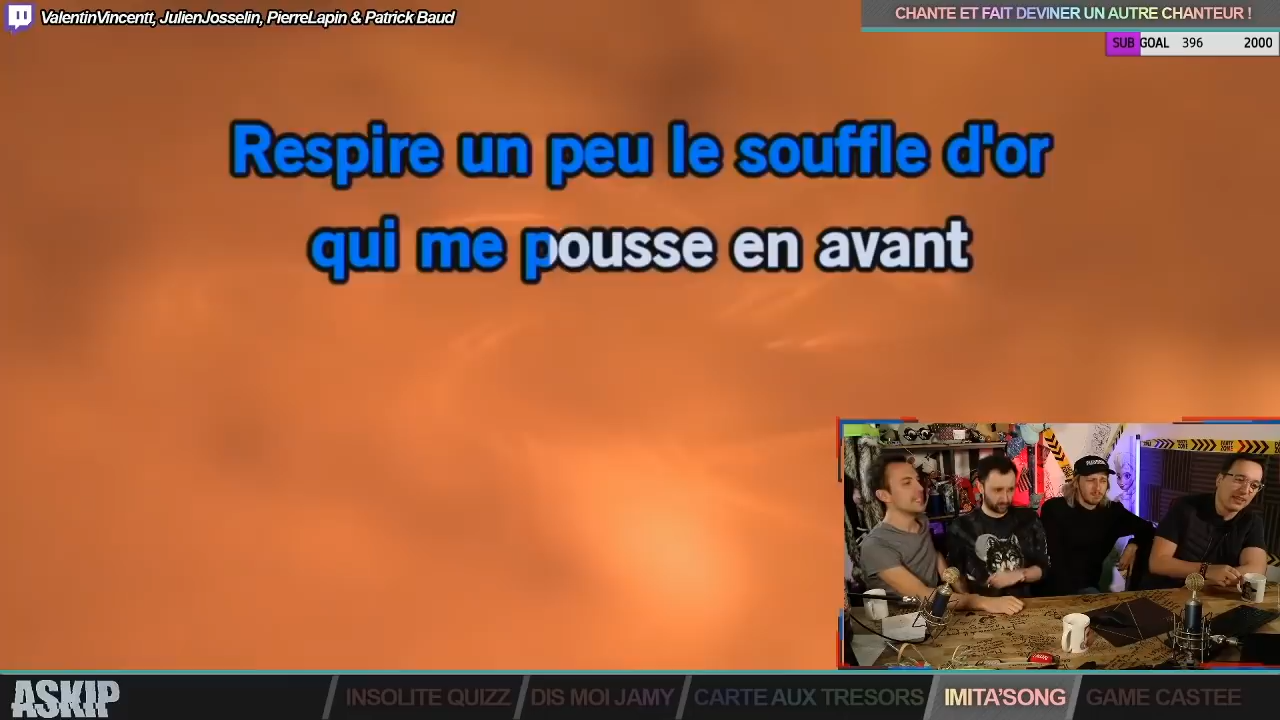 ValentinVincentt, JulienJosselin, PierreLapin & Patrick Baud
CHANTE ET FAIT DEVINER UN AUTRE CHANTEUR !
SUB GOAL 396 2000
Respire un peu le souffle d'or
qui me pousse en avant
ASKIP
INSOLITE QUIZZ
DIS MOI JAMY
CARTE AUX TRESORS
IMITA'SONG
GAME CASTEE